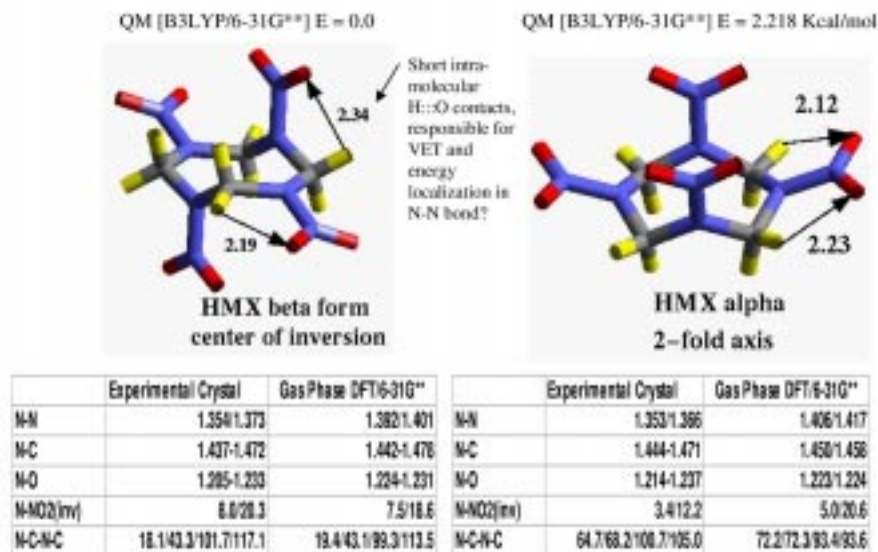 QM [B3LYP/6-31G**] E = 0.0
QM [B3LYP/6-31G**] E = 2.218 Kcal/mol
Short intra-
molecular
H:::O contacts,
responsible for
VET and
energy
localization in
N-N bond?
2.34
2.19
2.12
2.23
HMX beta form
center of inversion
HMX alpha
2-fold axis
Experimental Crystal Gas Phase DFT/6-31G**
N-N 1.354/1.373 1.392/1.401
N-C 1.437-1.472 1.442-1.478
N-O 1.205-1.233 1.224-1.231
N-NO2(inv) 6.0/20.3 7.5/18.6
N-C-N-C 18.1/43.3/101.7/117.1 19.4/43.1/99.3/113.5
Experimental Crystal Gas Phase DFT/6-31G**
N-N 1.353/1.366 1.406/1.417
N-C 1.444-1.471 1.450/1.458
N-O 1.214-1.237 1.223/1.224
N-NO2(inv) 3.4/12.2 5.0/20.6
N-C-N-C 64.7/68.2/100.7/105.0 72.2/72.3/93.4/93.6